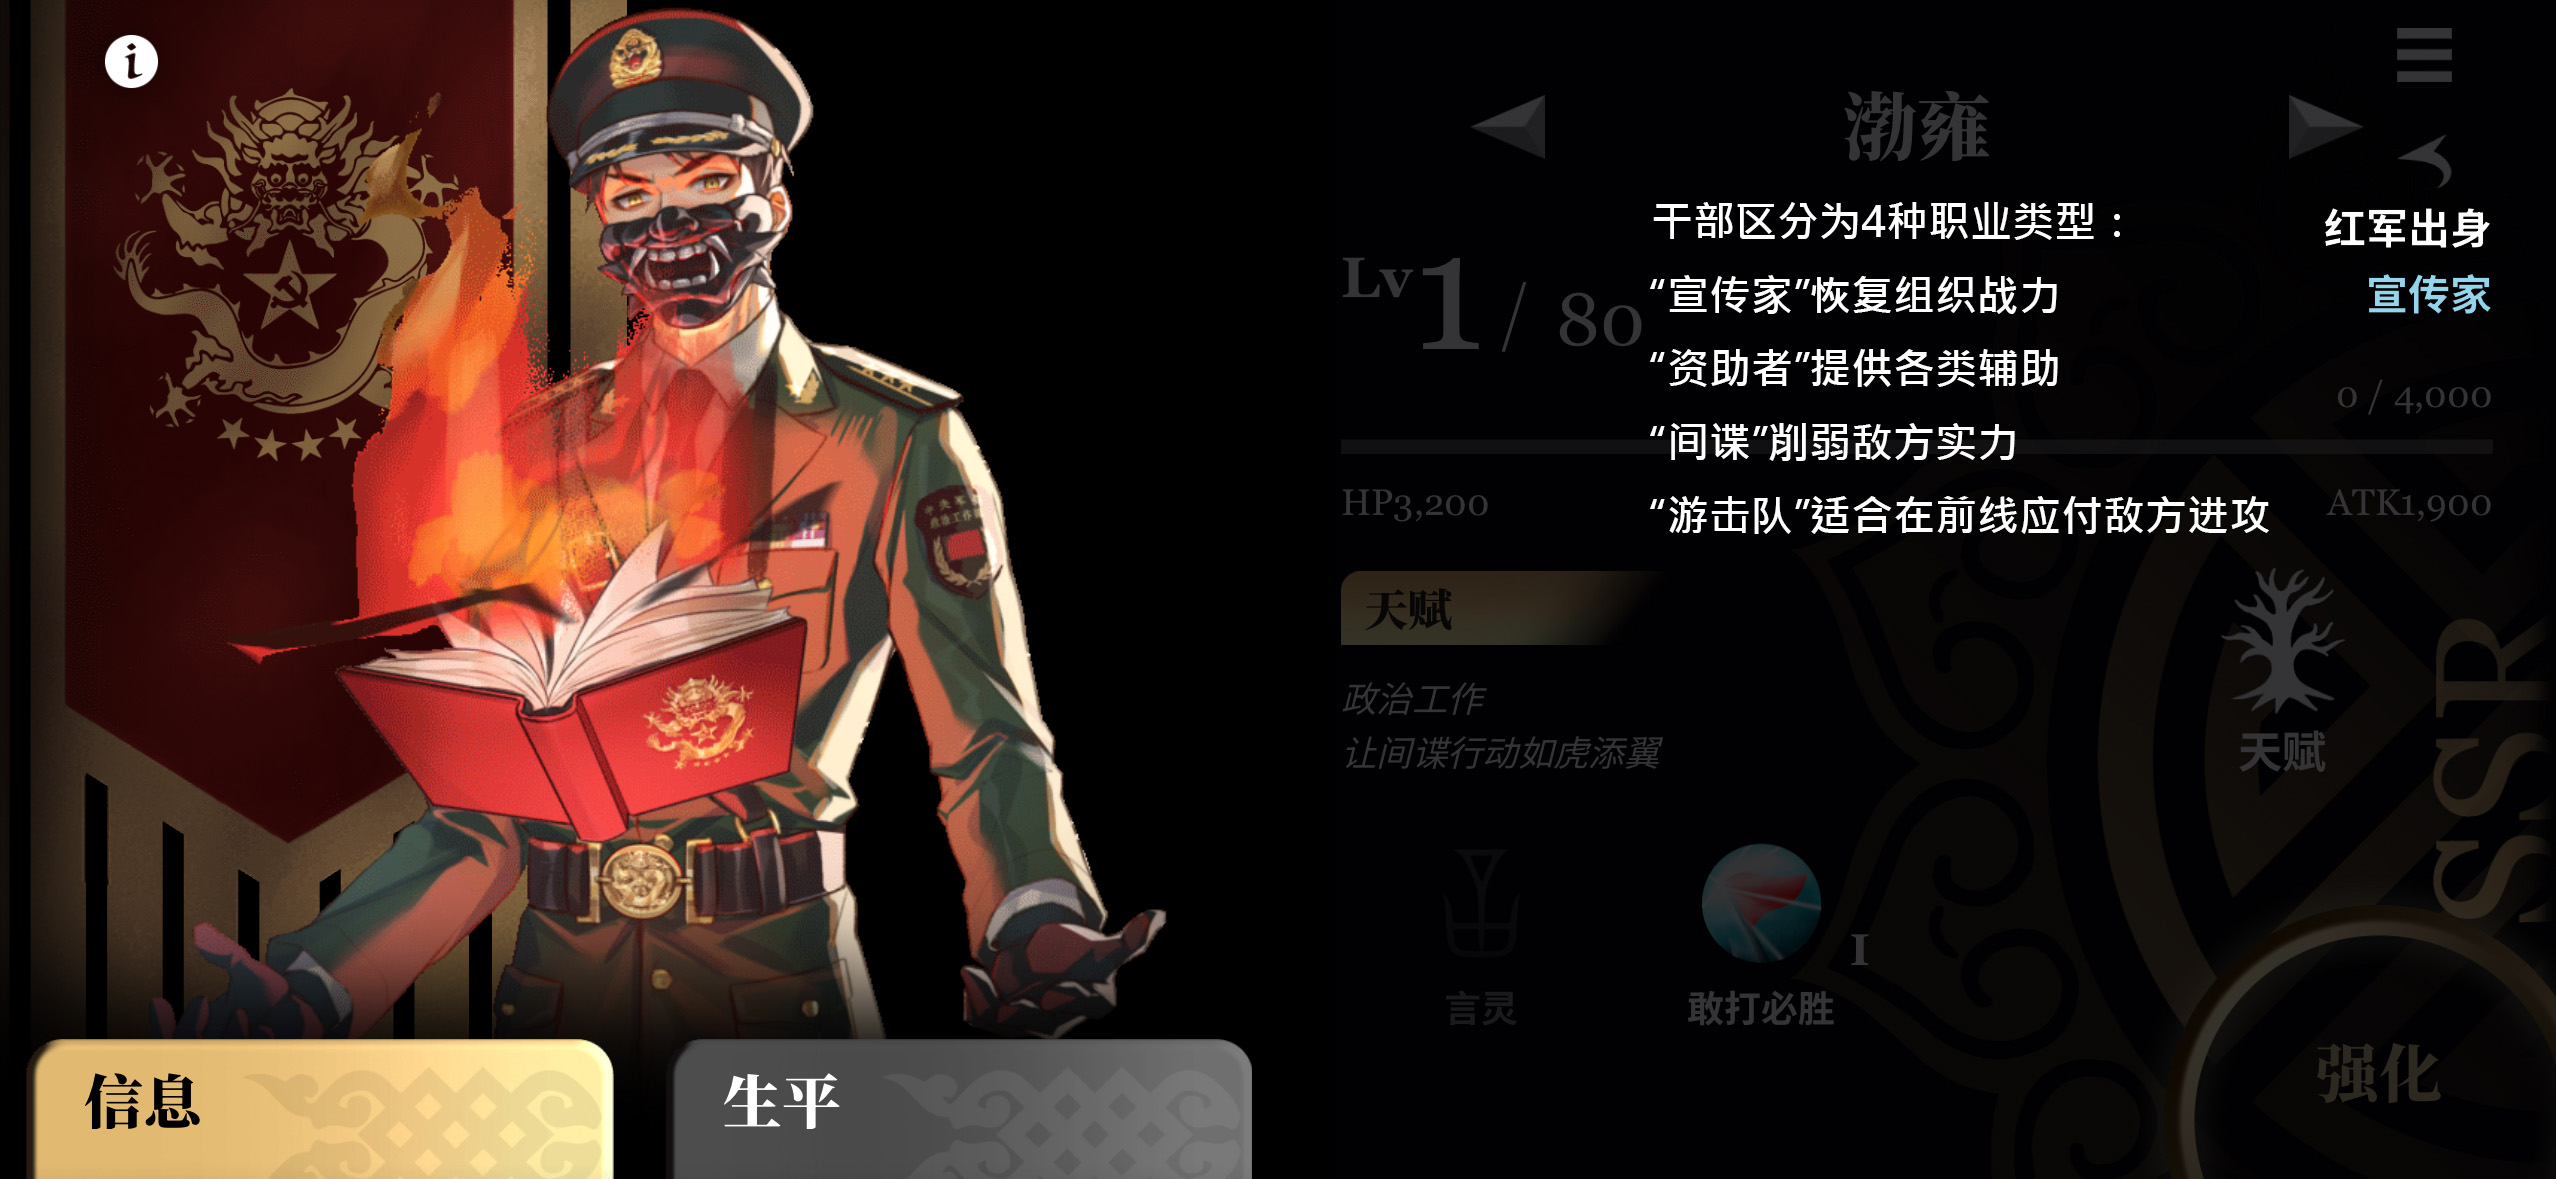 渤雍
干部区分为4种职业类型：
红军出身
“宣传家”恢复组织战力
宣传家
Lv1 / 80
“资助者”提供各类辅助
0 / 4,000
“间谍”削弱敌方实力
HP3,200
“游击队”适合在前线应付敌方进攻
ATK1,900
天赋
政治工作
让间谍行动如虎添翼
天赋
SSR
I
言灵
敢打必胜
强化
信息
生平